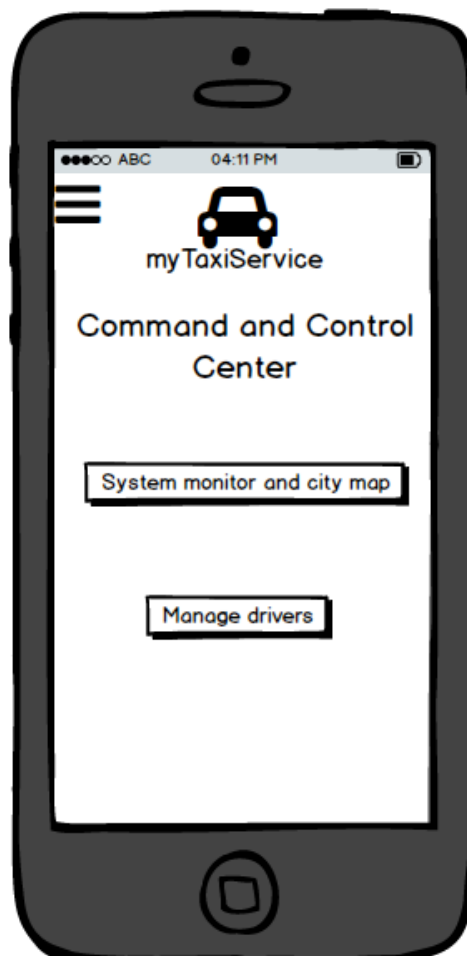 ABC 04:11 PM
myTaxiService
Command and Control
Center
System monitor and city map
Manage drivers